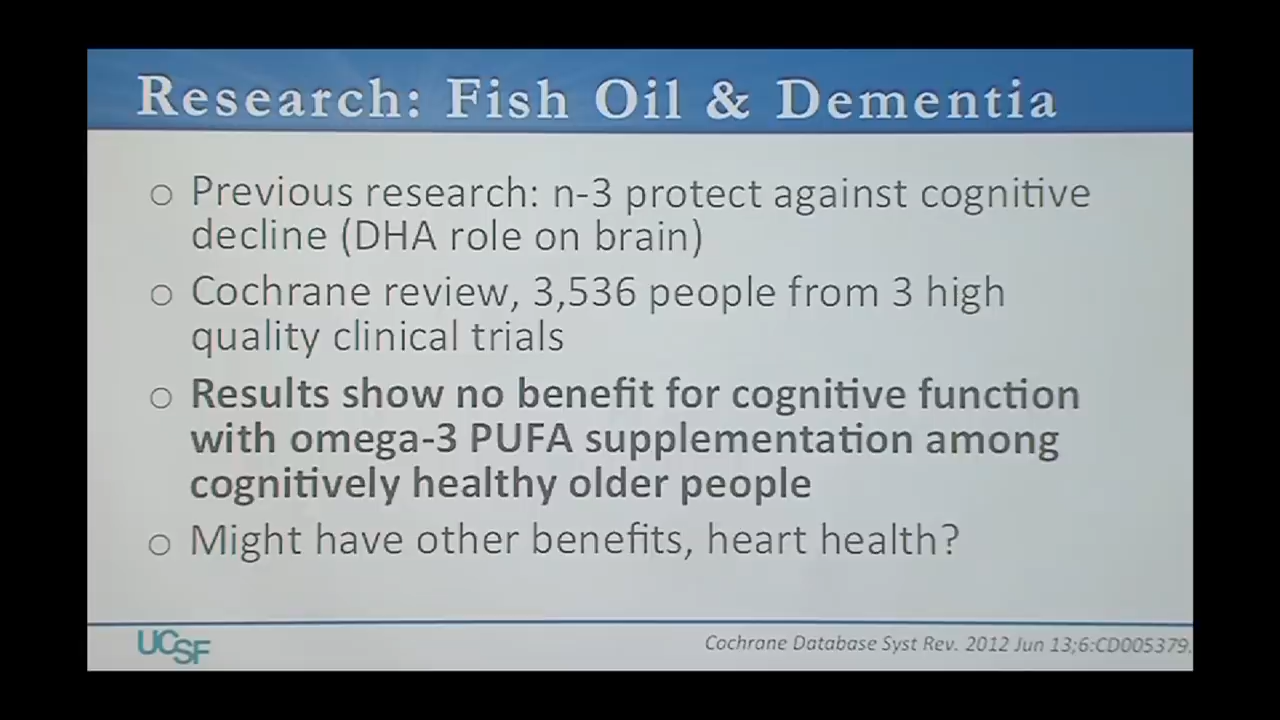 Research: Fish Oil & Dementia
○ Previous research: n-3 protect against cognitive
decline (DHA role on brain)
○ Cochrane review, 3,536 people from 3 high
quality clinical trials
○ Results show no benefit for cognitive function
with omega-3 PUFA supplementation among
cognitively healthy older people
○ Might have other benefits, heart health?
UCSF
Cochrane Database Syst Rev. 2012 Jun 13;6:CD005379.